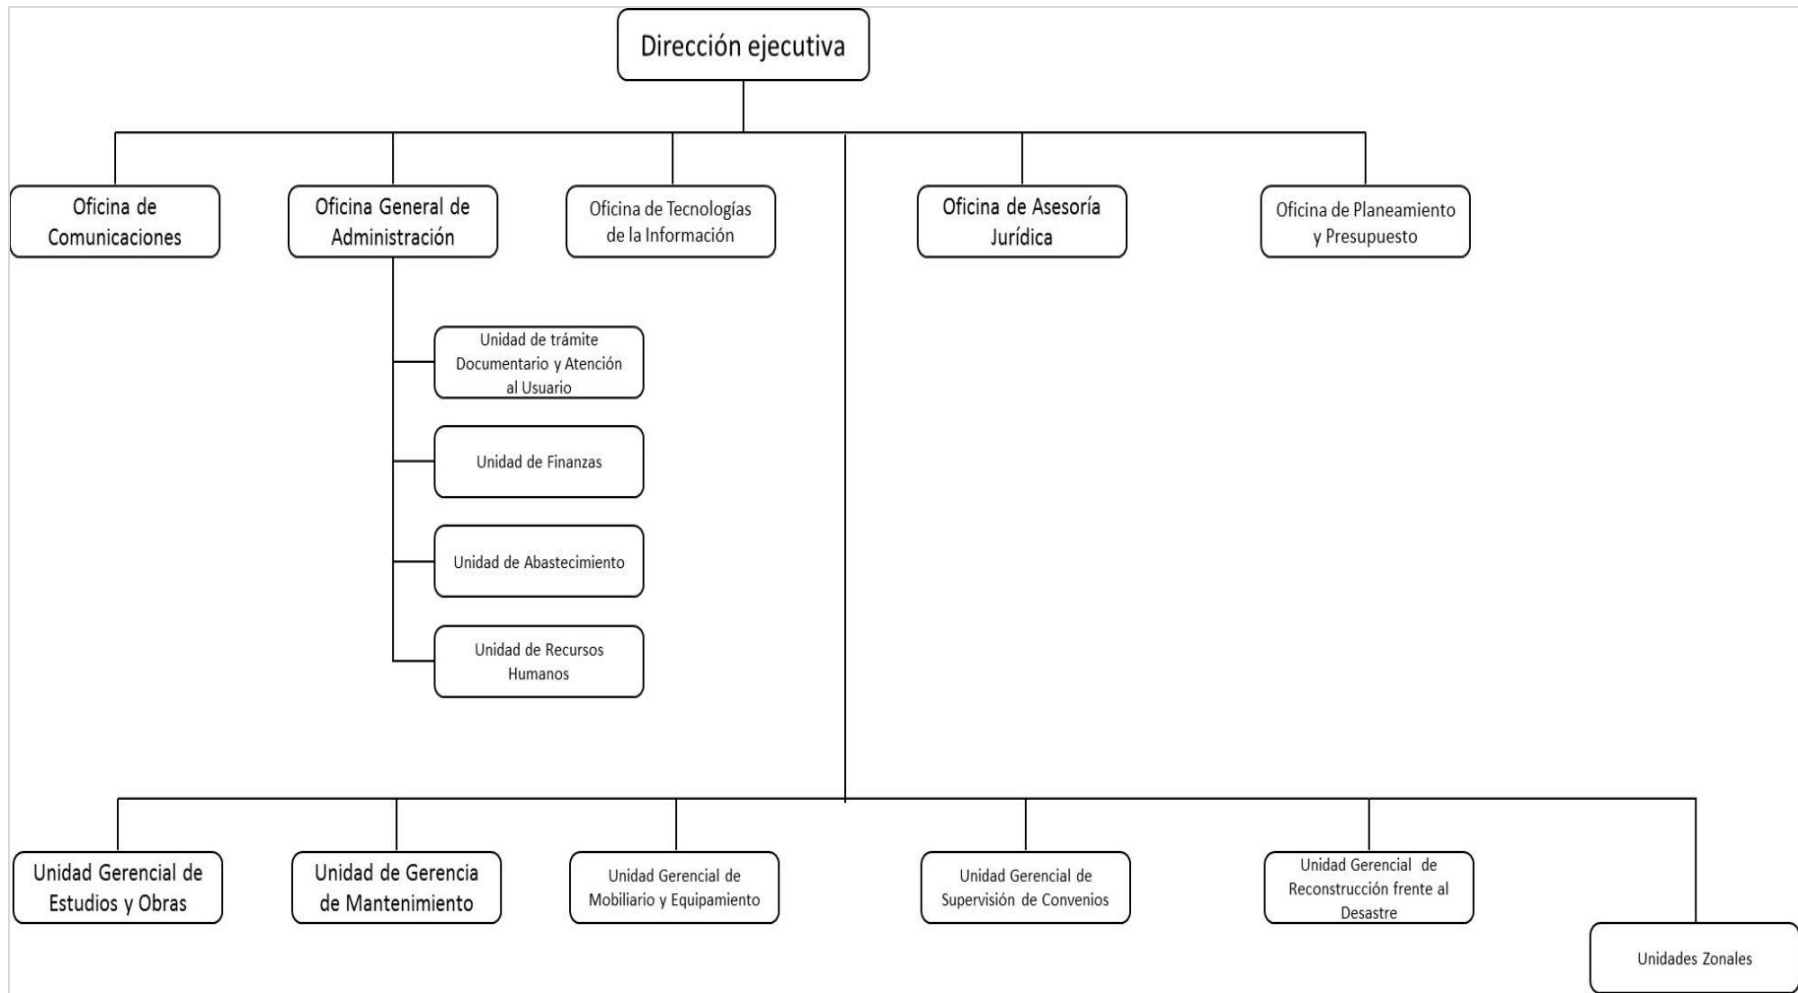 Dirección ejecutiva
Oficina de
Comunicaciones
Oficina General de
Administración
Oficina de Tecnologías
de la Información
Oficina de Asesoría
Jurídica
Oficina de Planeamiento
y Presupuesto
Unidad de trámite
Documentario y Atención
al Usuario
Unidad de Finanzas
Unidad de Abastecimiento
Unidad de Recursos
Humanos
Unidad Gerencial de
Estudios y Obras
Unidad de Gerencia
de Mantenimiento
Unidad Gerencial de
Mobiliario y Equipamiento
Unidad Gerencial de
Supervisión de Convenios
Unidad Gerencial de
Reconstrucción frente al
Desastre
Unidades Zonales